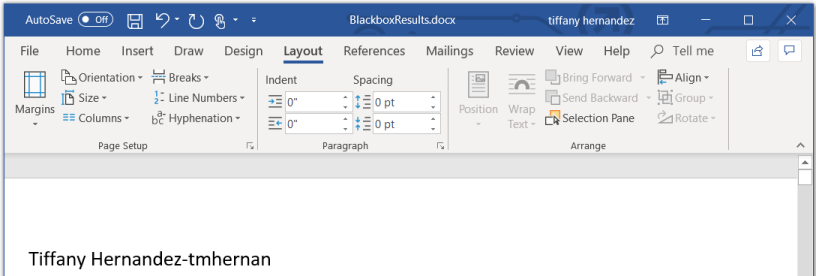 AutoSave Off BlackboxResults.docx tiffany hernandez
File Home Insert Draw Design Layout References Mailings Review View Help Tell me
Orientation Breaks Indent Spacing
Margins Size Line Numbers 0" 0 pt
Columns Hyphenation 0" 0 pt
Position Wrap Text
Bring Forward Align
Send Backward Group
Selection Pane Rotate
Page Setup Paragraph Arrange
Tiffany Hernandez-tmhernan